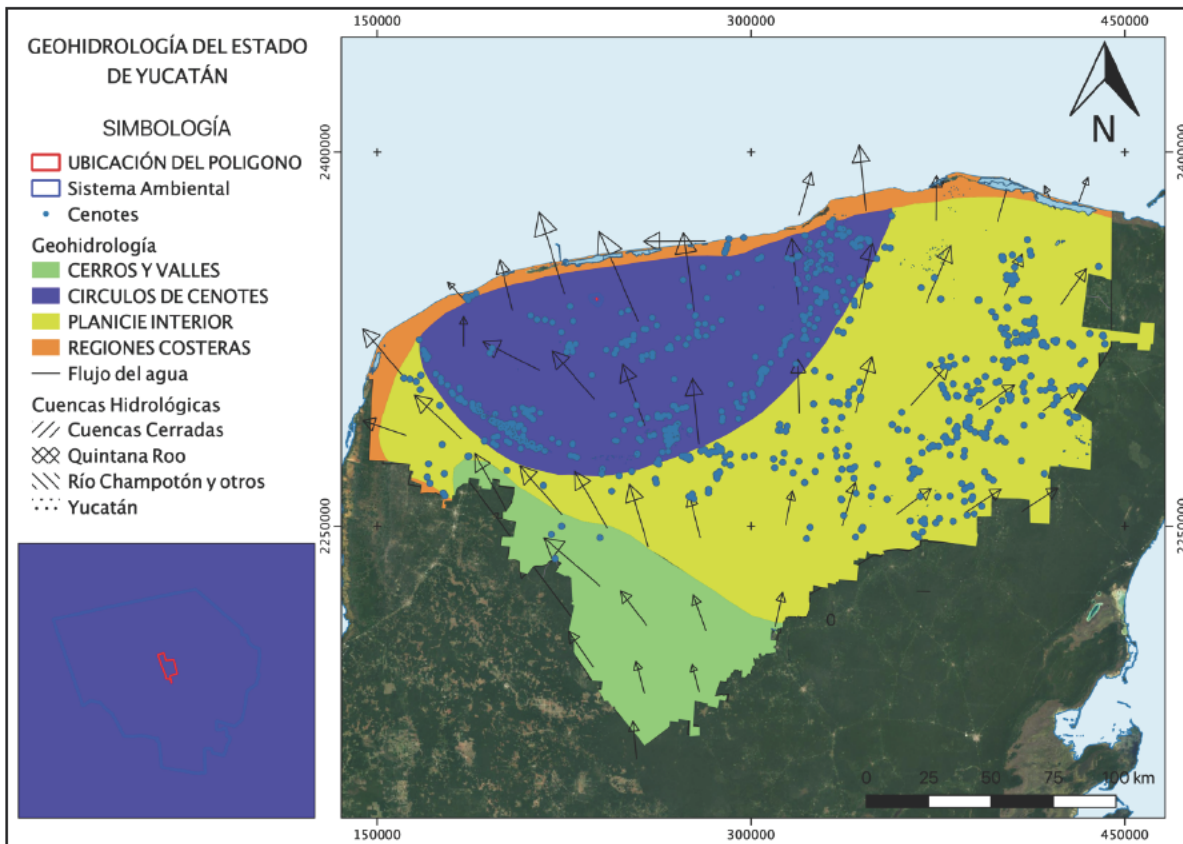 GEOHIDROLOGÍA DEL ESTADO
DE YUCATÁN
SIMBOLOGÍA
UBICACIÓN DEL POLIGONO
Sistema Ambiental
Cenotes
Geohidrología
CERROS Y VALLES
CIRCULOS DE CENOTES
PLANICIE INTERIOR
REGIONES COSTERAS
Flujo del agua
Cuencas Hidrológicas
Cuencas Cerradas
Quintana Roo
Río Champotón y otros
Yucatán
150000
300000
450000
2400000
2400000
N
2250000
2250000
0
0
25
50
75
100 km
150000
300000
450000